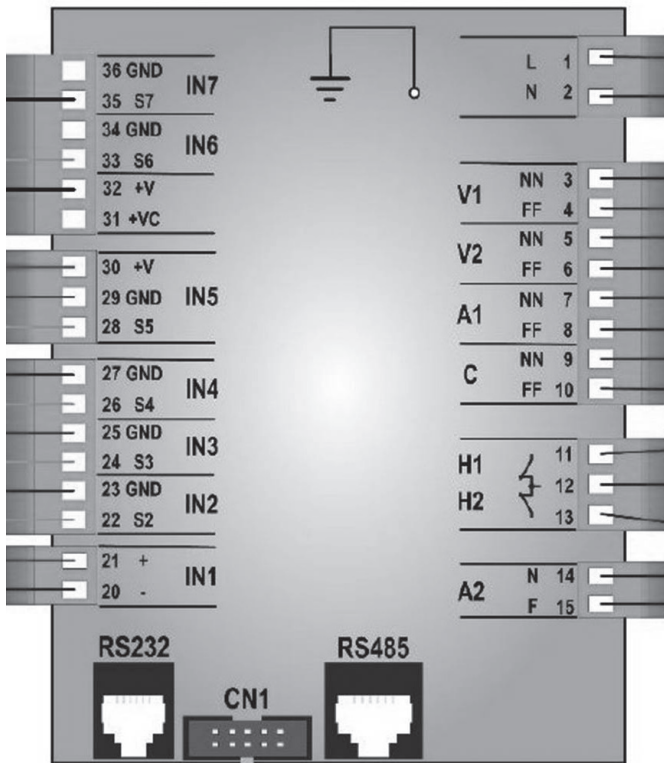 36 GND
IN7
35 S7
34 GND
IN6
33 S6
32 +V
31 +VC
30 +V
29 GND IN5
28 S5
27 GND
IN4
26 S4
25 GND
IN3
24 S3
23 GND
IN2
22 S2
21 +
IN1
20 -
L 1
N 2
V1
NN 3
FF 4
V2
NN 5
FF 6
A1
NN 7
FF 8
C
NN 9
FF 10
H1
11
12
H2
13
A2
N 14
F 15
RS232
CN1
RS485